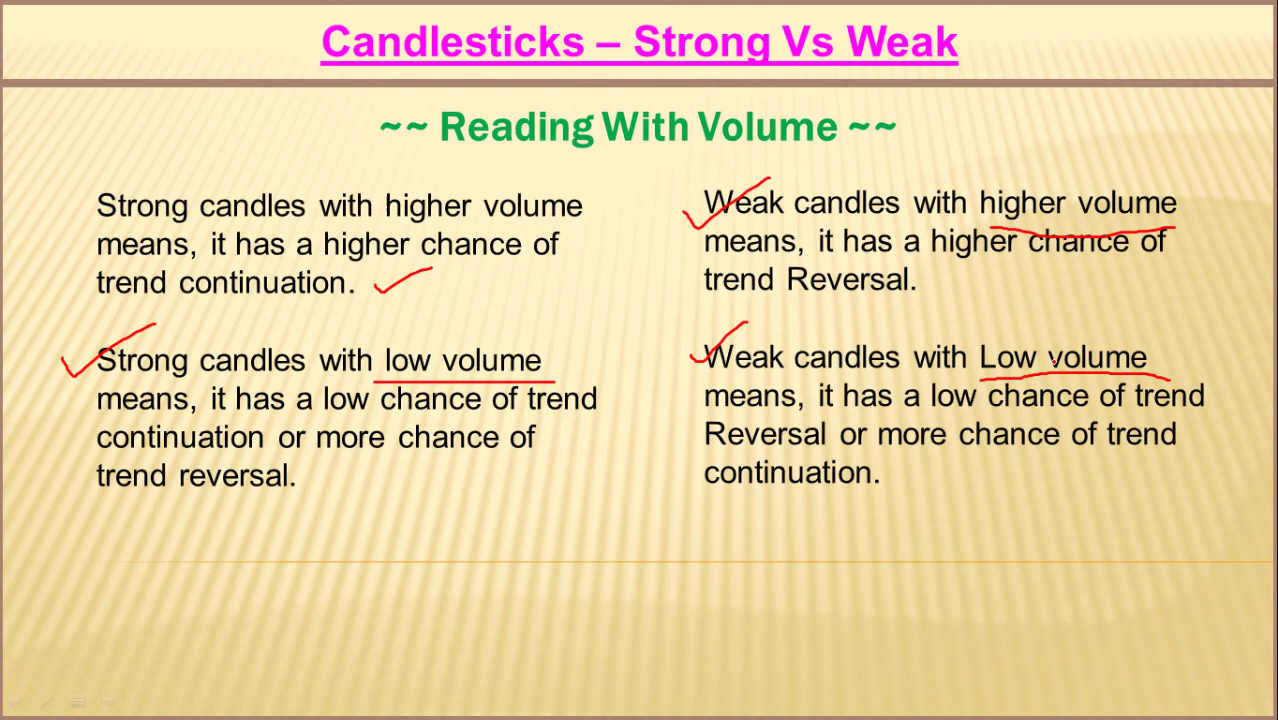 Candlesticks – Strong Vs Weak
~~ Reading With Volume ~~
Strong candles with higher volume
means, it has a higher chance of
trend continuation.
Strong candles with low volume
means, it has a low chance of trend
continuation or more chance of
trend reversal.
Weak candles with higher volume
means, it has a higher chance of
trend Reversal.
Weak candles with Low volume
means, it has a low chance of trend
Reversal or more chance of trend
continuation.